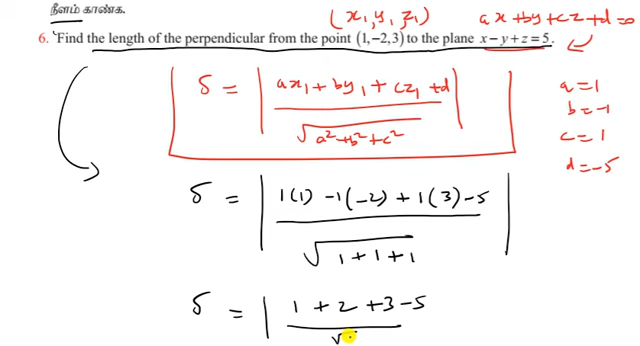 நீளம் காண்க.
(x₁, y₁, z₁) ax + by + cz + d = 0
6. Find the length of the perpendicular from the point (1, −2, 3) to the plane x − y + z = 5.
δ = | ax₁ + by₁ + cz₁ + d / √a² + b² + c² |
a = 1
b = −1
c = 1
d = −5
δ = | 1(1) − 1(−2) + 1(3) − 5 / √1 + 1 + 1 |
δ = | 1 + 2 + 3 − 5 / √